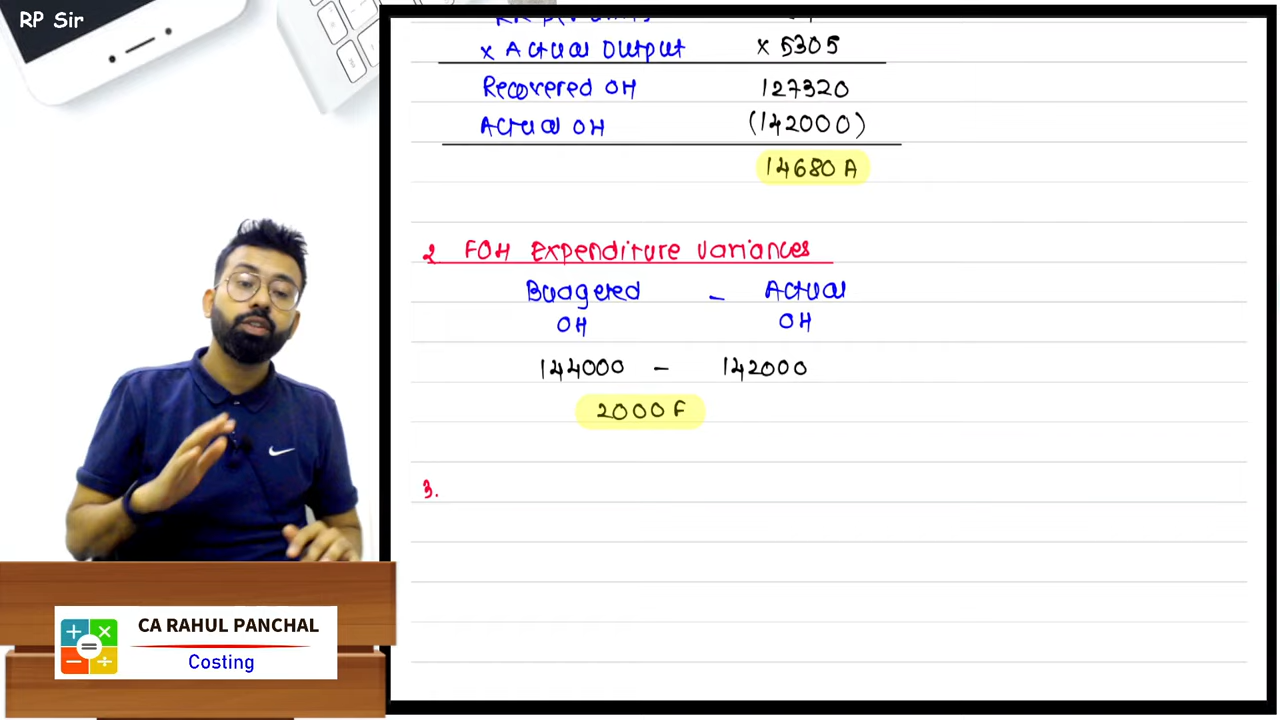 RP Sir
x Actual Output x 5305
Recovered OH 127320
Actual OH (142000)
14680 A
2 FOH Expenditure Variances
Budgeted - Actual
OH OH
144000 - 142000
2000 F
3.
CA RAHUL PANCHAL
Costing